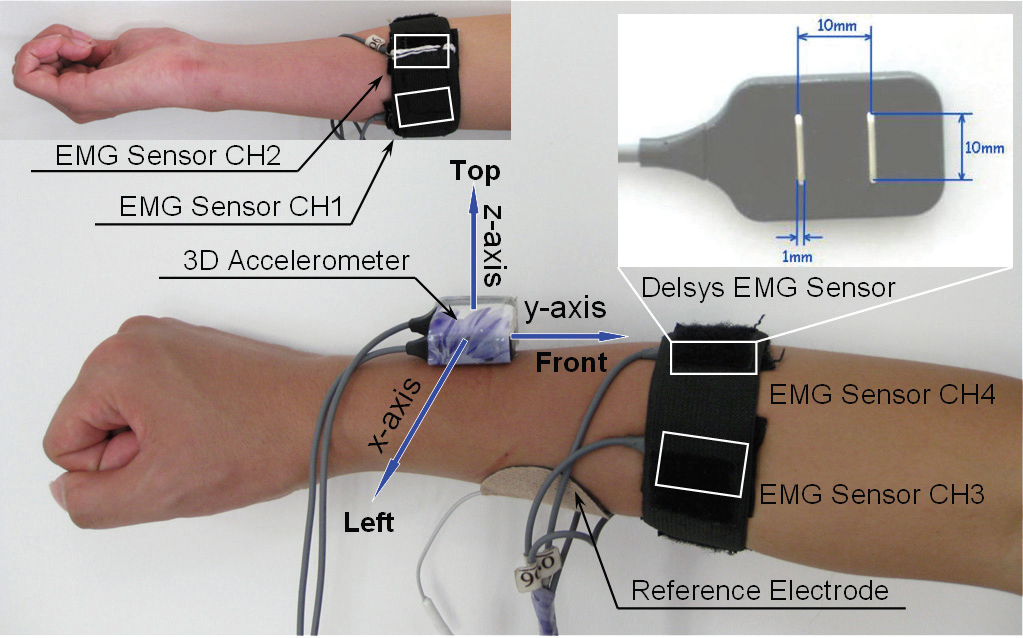 10mm
10mm
1mm
EMG Sensor CH2
EMG Sensor CH1
Top
z-axis
3D Accelerometer
Delsys EMG Sensor
y-axis
Front
x-axis
Left
EMG Sensor CH4
EMG Sensor CH3
Reference Electrode